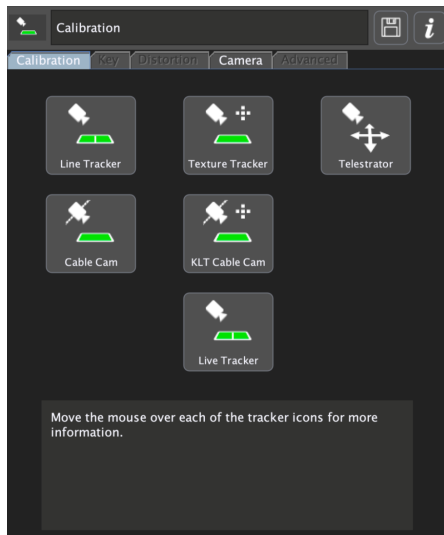 Calibration
i
Calibration Key Distortion Camera Advanced
Line Tracker Texture Tracker Telestrator
Cable Cam KLT Cable Cam
Live Tracker
Move the mouse over each of the tracker icons for more
information.